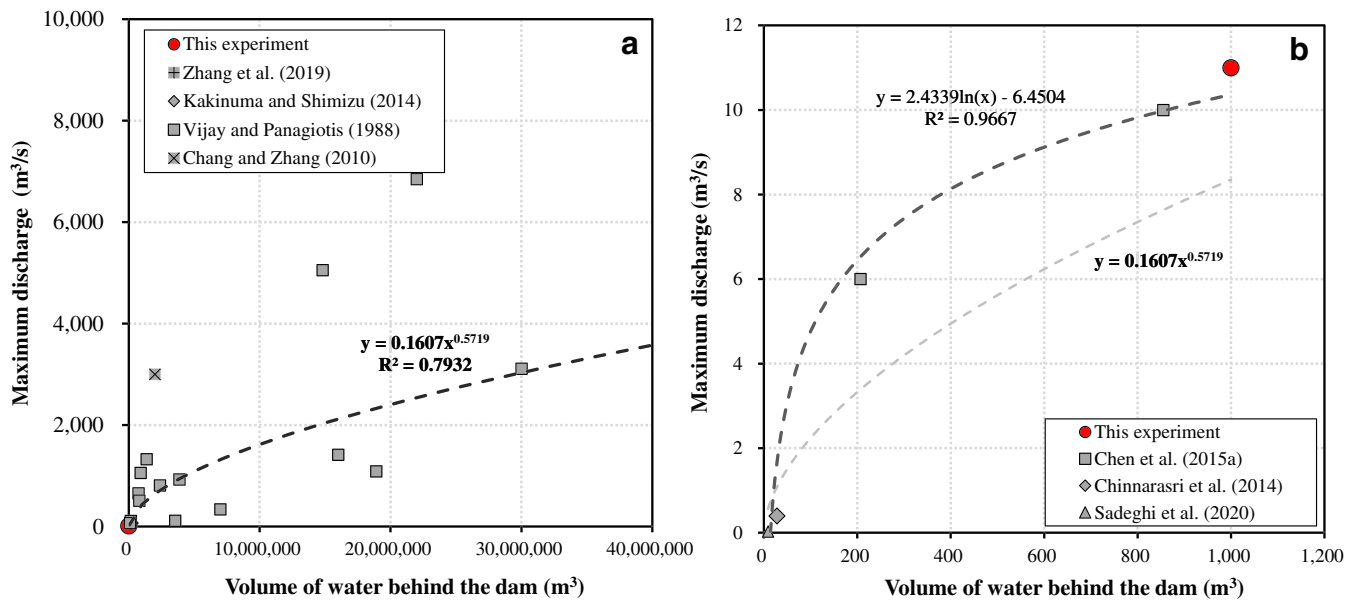 a
This experiment
Zhang et al. (2019)
Kakinuma and Shimizu (2014)
Vijay and Panagiotis (1988)
Chang and Zhang (2010)
Maximum discharge (m³/s)
10,000
8,000
6,000
4,000
2,000
0
y = 0.1607x^0.5719
R² = 0.7932
0 10,0000,000 20,0000,000 30,0000,000 40,0000,000
Volume of water behind the dam (m³)
b
Maximum discharge (m³/s)
12
10
8
6
4
2
0
y = 2.4339ln(x) - 6.4504
R² = 0.9667
y = 0.1607x^0.5719
This experiment
Chen et al. (2015a)
Chinnarasri et al. (2014)
Sadeghi et al. (2020)
0 200 400 600 800 1,000 1,200
Volume of water behind the dam (m³)